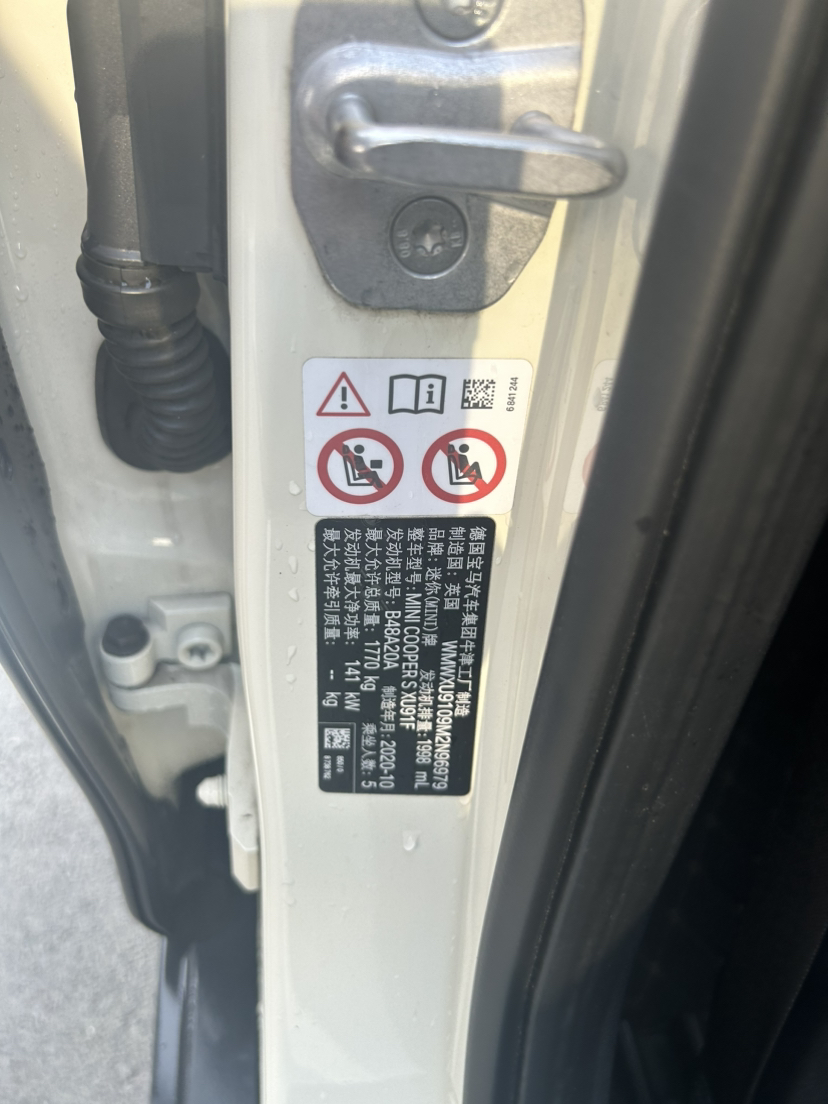 6 841 244
德国宝马汽车集团牛津工厂制造
制造国：英国 WMWXU9109M2N96979
品牌：迷你(MINI)牌 发动机排量：1998 mL
整车型号：MINI COOPER S XU91F
发动机型号：B48A20A 制造年月：2020-10
最大允许总质量：1770 kg 乘坐人数：5
发动机最大净功率：141 kW
最大允许牵引质量：-- kg